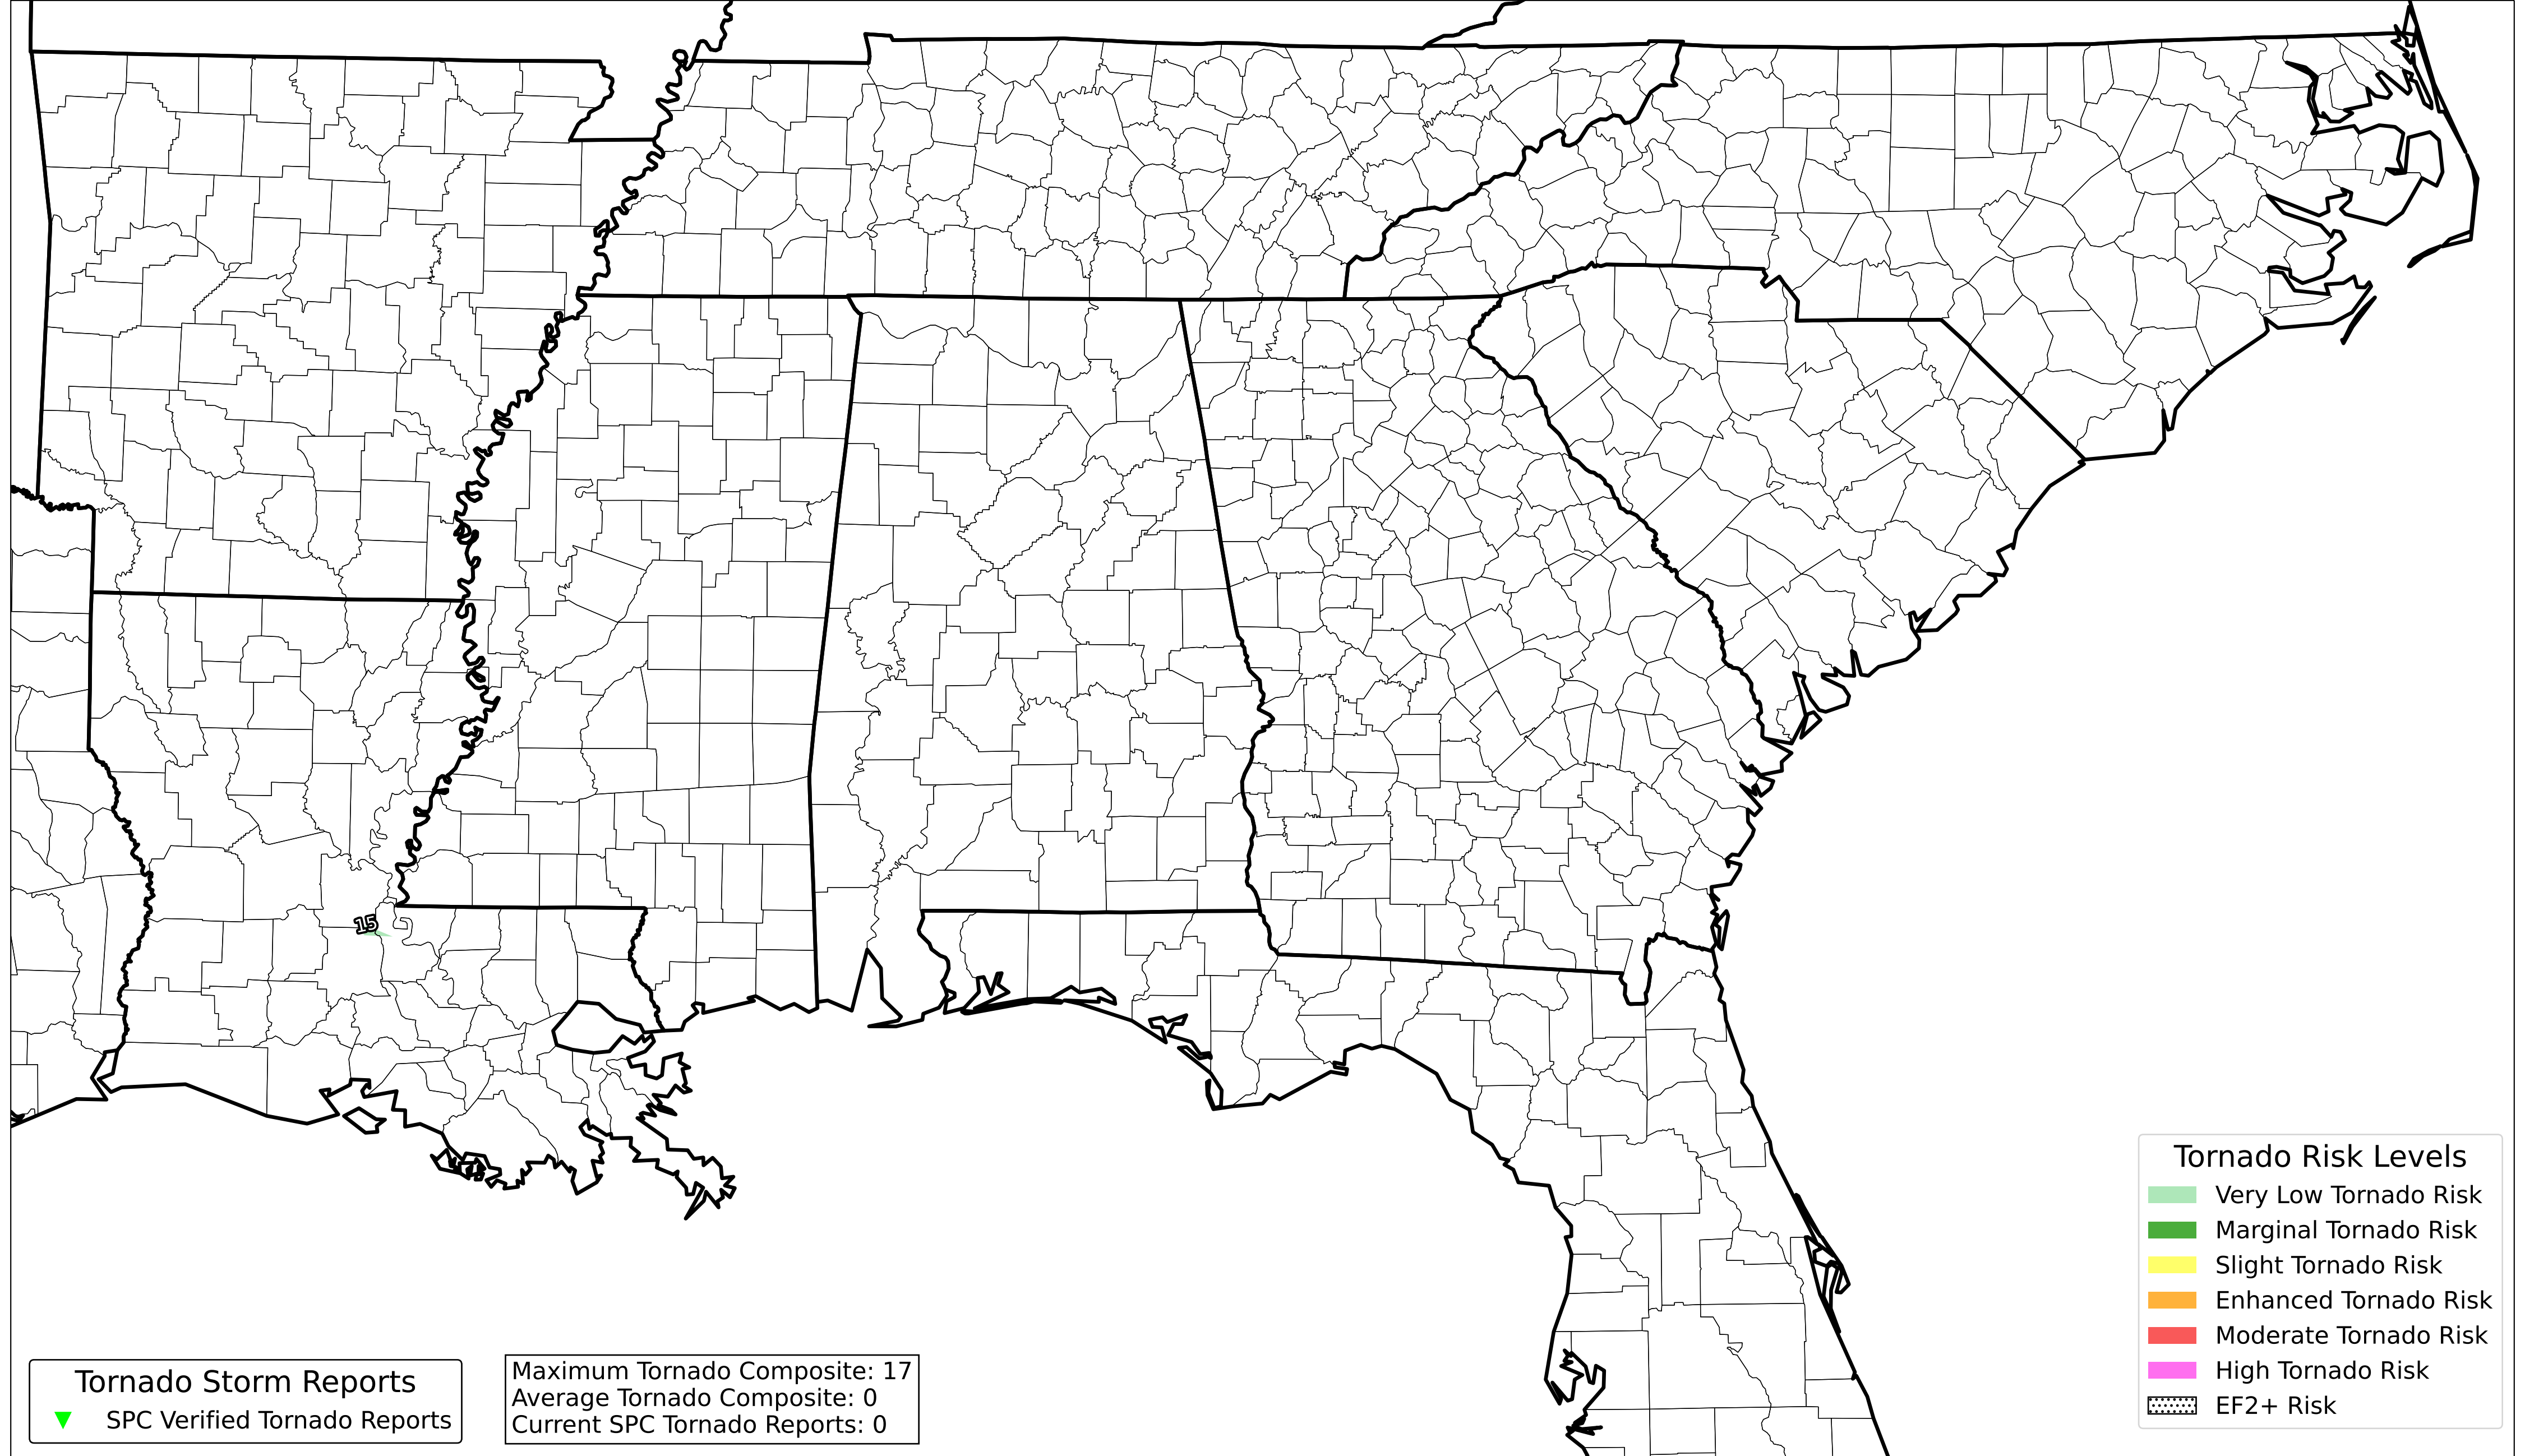 15
Tornado Risk Levels
Very Low Tornado Risk
Marginal Tornado Risk
Slight Tornado Risk
Enhanced Tornado Risk
Moderate Tornado Risk
High Tornado Risk
EF2+ Risk
Tornado Storm Reports
SPC Verified Tornado Reports
Maximum Tornado Composite: 17
Average Tornado Composite: 0
Current SPC Tornado Reports: 0